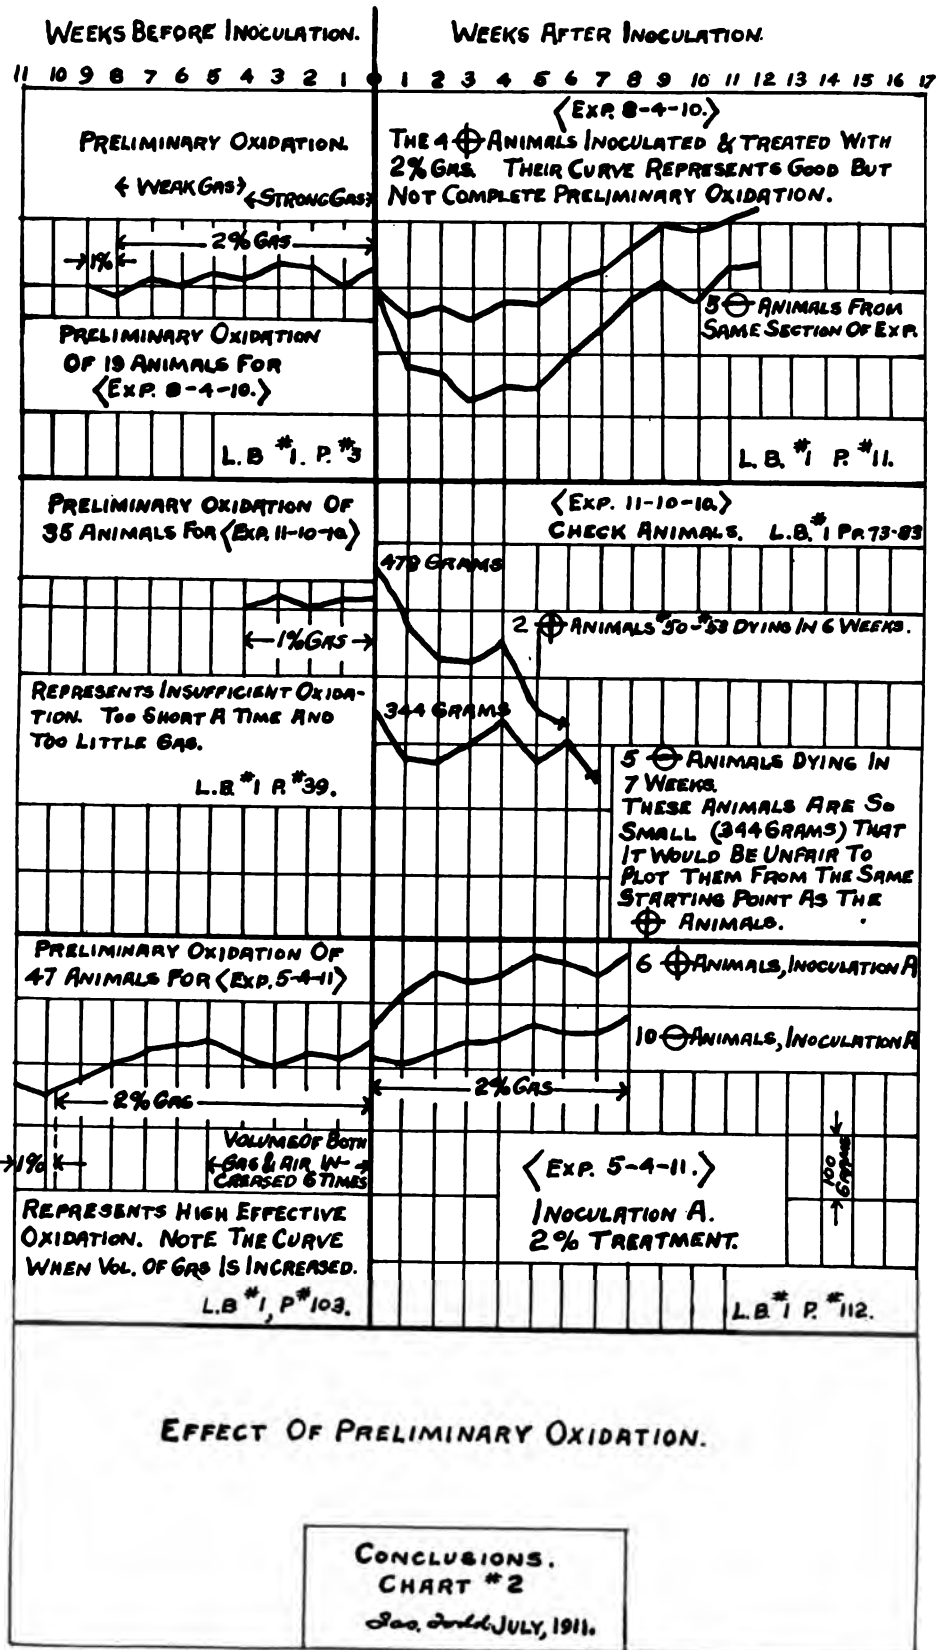 WEEKS BEFORE INOCULATION.
WEEKS AFTER INOCULATION.
11 10 9 8 7 6 5 4 3 2 1 0 1 2 3 4 5 6 7 8 9 10 11 12 13 14 15 16 17
PRELIMINARY OXIDATION.
← WEAK GAS →
← STRONG GAS →
2% GAS
1%
PRELIMINARY OXIDATION
OF 19 ANIMALS FOR
<EXP. 8-4-10.>
L.B #1. P. #3
<EXP. 8-4-10.>
THE 4 ⊕ ANIMALS INOCULATED & TREATED WITH
2% GAS. THEIR CURVE REPRESENTS GOOD BUT
NOT COMPLETE PRELIMINARY OXIDATION.
5 ⊖ ANIMALS FROM
SAME SECTION OF EXP.
L.B. #1 P. #11.
PRELIMINARY OXIDATION OF
35 ANIMALS FOR <EXP. 11-10-10>
1% GAS
REPRESENTS INSUFFICIENT OXIDA-
TION. TOO SHORT A TIME AND
TOO LITTLE GAS.
L.B. #1 P. #39.
<EXP. 11-10-10>
CHECK ANIMALS. L.B. #1 PP. 73-83
478 GRAMS
2 ⊕ ANIMALS #50-#53 DYING IN 6 WEEKS.
344 GRAMS
5 ⊖ ANIMALS DYING IN
7 WEEKS.
THESE ANIMALS ARE SO
SMALL (344 GRAMS) THAT
IT WOULD BE UNFAIR TO
PLOT THEM FROM THE SAME
STARTING POINT AS THE
⊕ ANIMALS.
PRELIMINARY OXIDATION OF
47 ANIMALS FOR <EXP. 5-4-11>
2% GAS
1%
VOLUME OF BOTH
GAS & AIR IN-
CREASED 6 TIMES
REPRESENTS HIGH EFFECTIVE
OXIDATION. NOTE THE CURVE
WHEN VOL. OF GAS IS INCREASED.
L.B #1, P #103.
6 ⊕ ANIMALS, INOCULATION A
10 ⊖ ANIMALS, INOCULATION A
2% GAS
<EXP. 5-4-11.>
INOCULATION A.
2% TREATMENT.
100
GRAMS
L.B. #1 P. #112.
EFFECT OF PRELIMINARY OXIDATION.
CONCLUSIONS.
CHART #2
JULY, 1911.